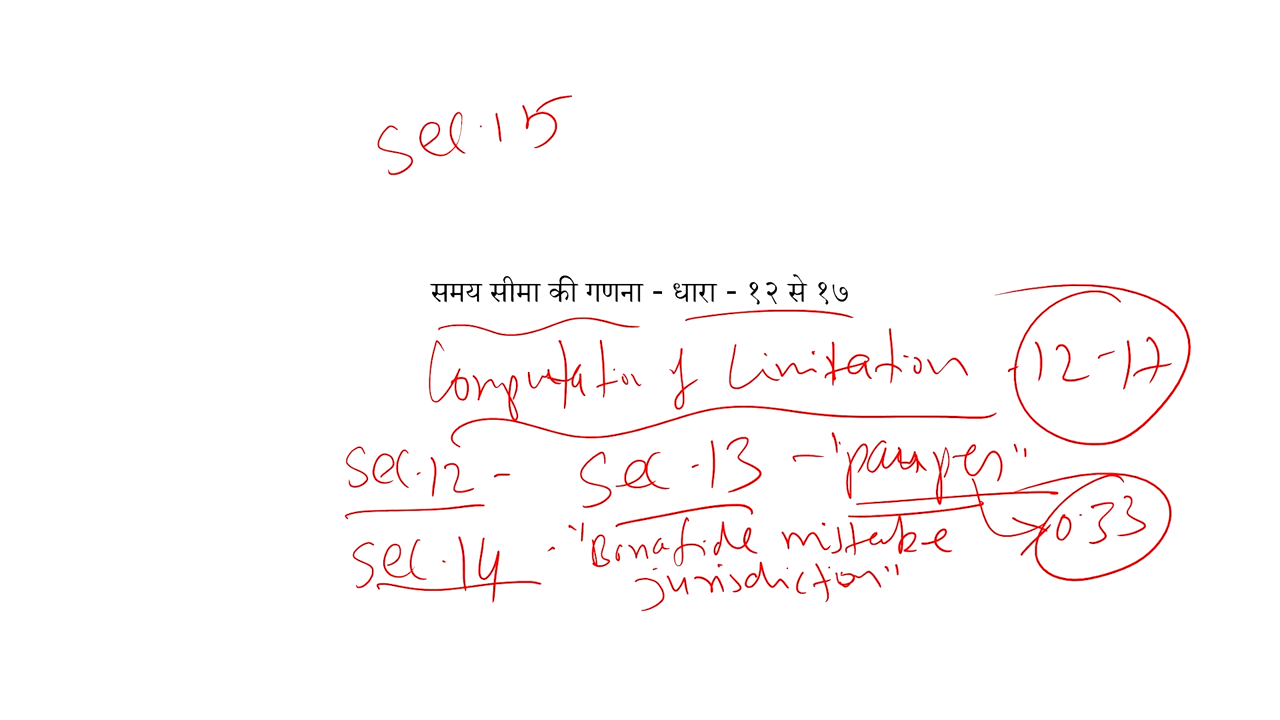 sec.15
समय सीमा की गणना - धारा - १२ से १७
Computation of Limitation - 12-17
sec.12 - sec.13 - "pauper"
sec.14 - "Bonafide mistake 0.33
jurisdiction"